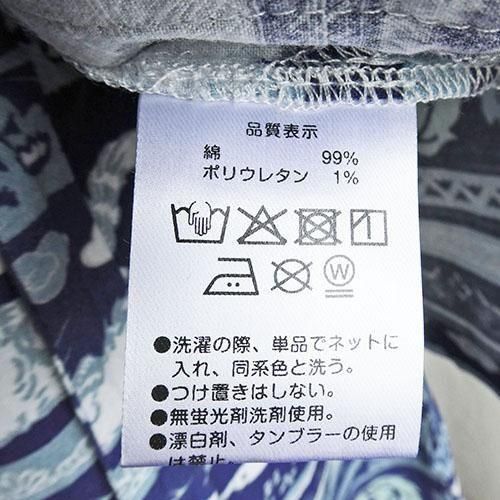 品質表示
綿 99%
ポリウレタン 1%
W
●洗濯の際、単品でネットに
入れ、同系色と洗う。
●つけ置きはしない。
●無蛍光剤洗剤使用。
●漂白剤、タンブラーの使用
は禁止。